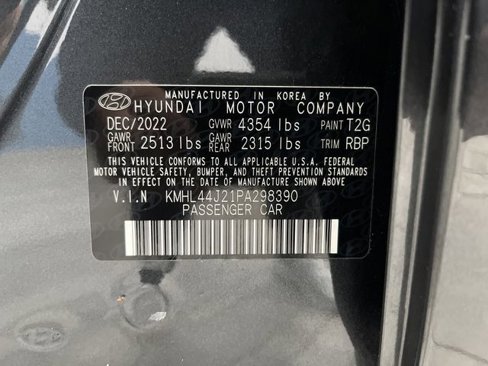 MANUFACTURED IN KOREA BY
HYUNDAI MOTOR COMPANY
DEC/2022 GVWR 4354 lbs PAINT T2G
GAWR FRONT 2513 lbs GAWR REAR 2315 lbs TRIM RBP
THIS VEHICLE CONFORMS TO ALL APPLICABLE U.S.A. FEDERAL
MOTOR VEHICLE SAFETY, BUMPER, AND THEFT PREVENTION
STANDARDS IN EFFECT ON THE DATE OF MANUFACTURE SHOWN ABOVE.
V.I.N KMHL44J21PA298390
PASSENGER CAR